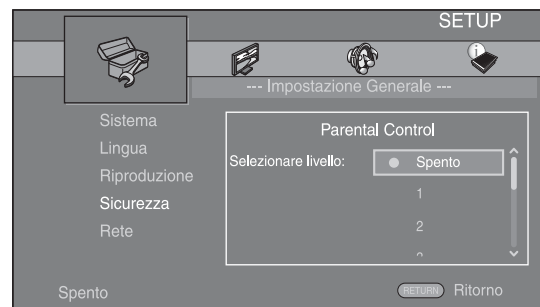 SETUP
--- Impostazione Generale ---
Sistema
Lingua
Riproduzione
Sicurezza
Rete
Parental Control
Selezionare livello:
Spento
1
2
Spento
RETURN Ritorno